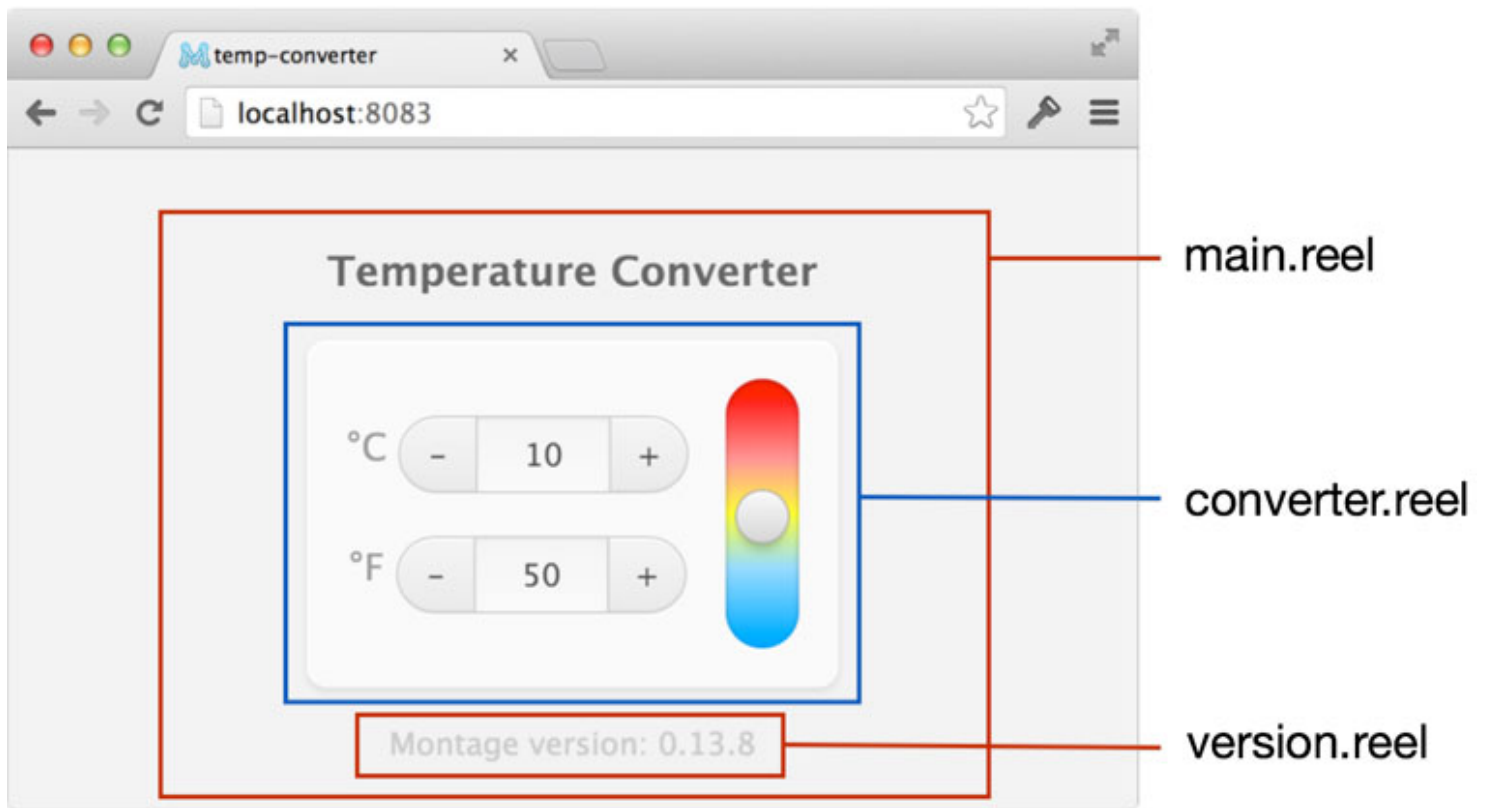 temp-converter
localhost:8083
main.reel
Temperature Converter
°C - 10 +
converter.reel
°F - 50 +
Montage version: 0.13.8
version.reel